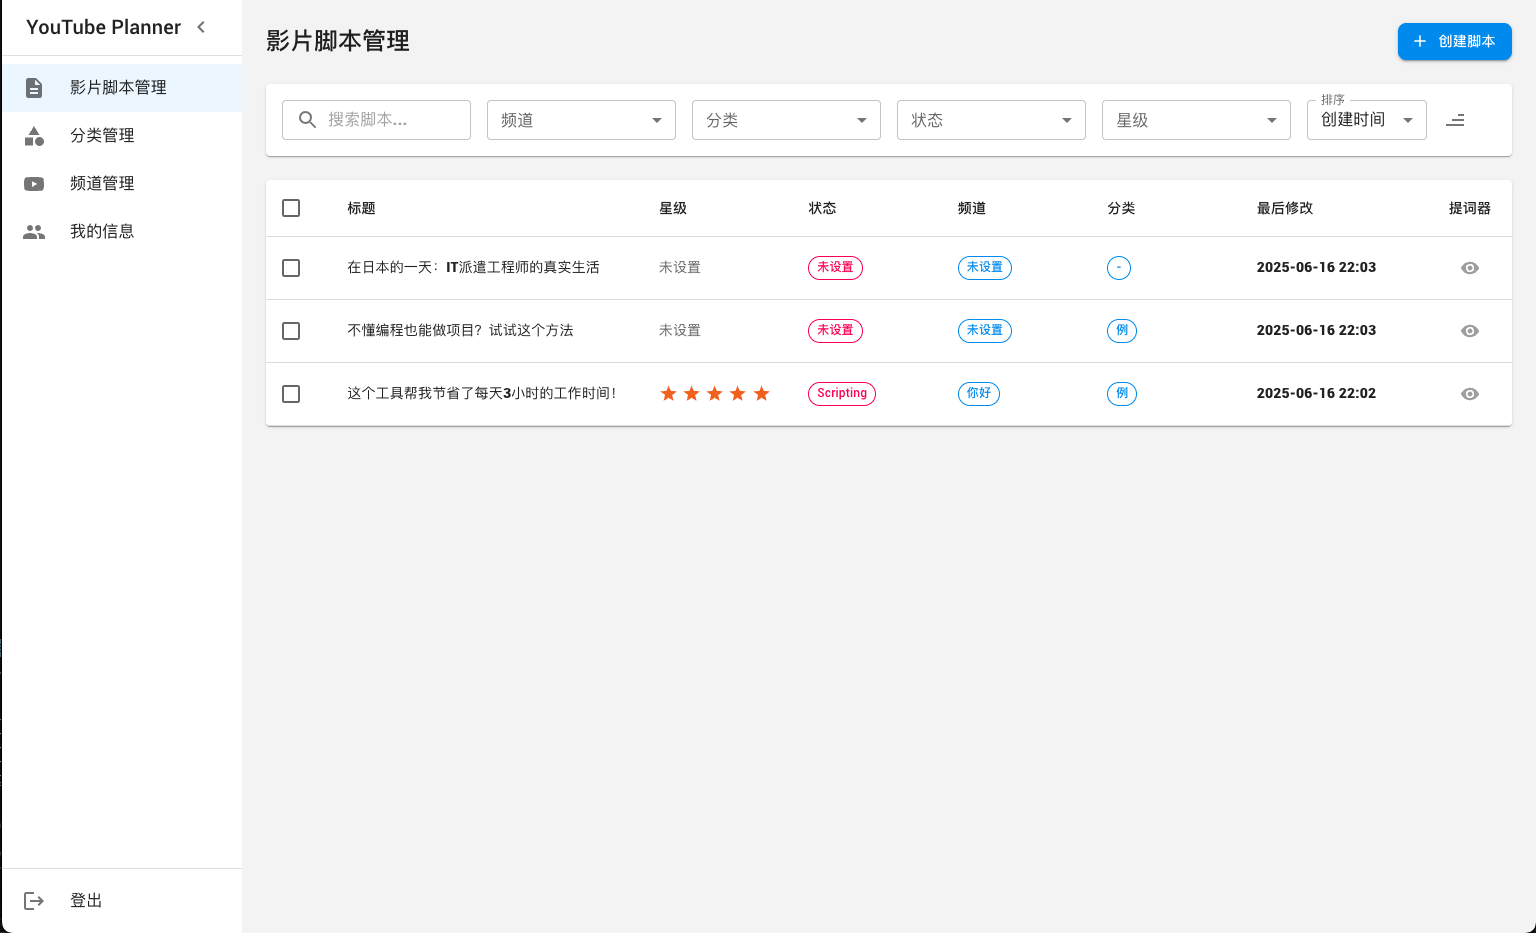 YouTube Planner
影片脚本管理
分类管理
频道管理
我的信息
登出
影片脚本管理
创建脚本
搜索脚本...
频道
分类
状态
星级
排序
创建时间
标题 星级 状态 频道 分类 最后修改 提词器
在日本的一天：IT派遣工程师的真实生活 未设置 未设置 未设置 - 2025-06-16 22:03
不懂编程也能做项目？试试这个方法 未设置 未设置 未设置 例 2025-06-16 22:03
这个工具帮我节省了每天3小时的工作时间！ Scripting 你好 例 2025-06-16 22:02